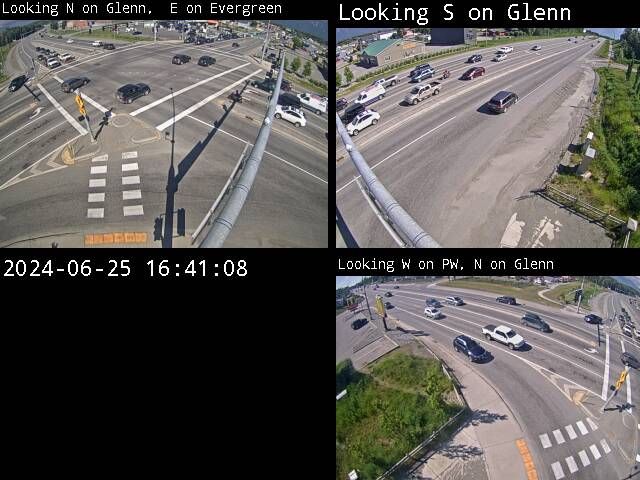 Looking N on Glenn,  E on Evergreen
Looking S on Glenn
2024-06-25 16:41:08
Looking W on PW, N on Glenn